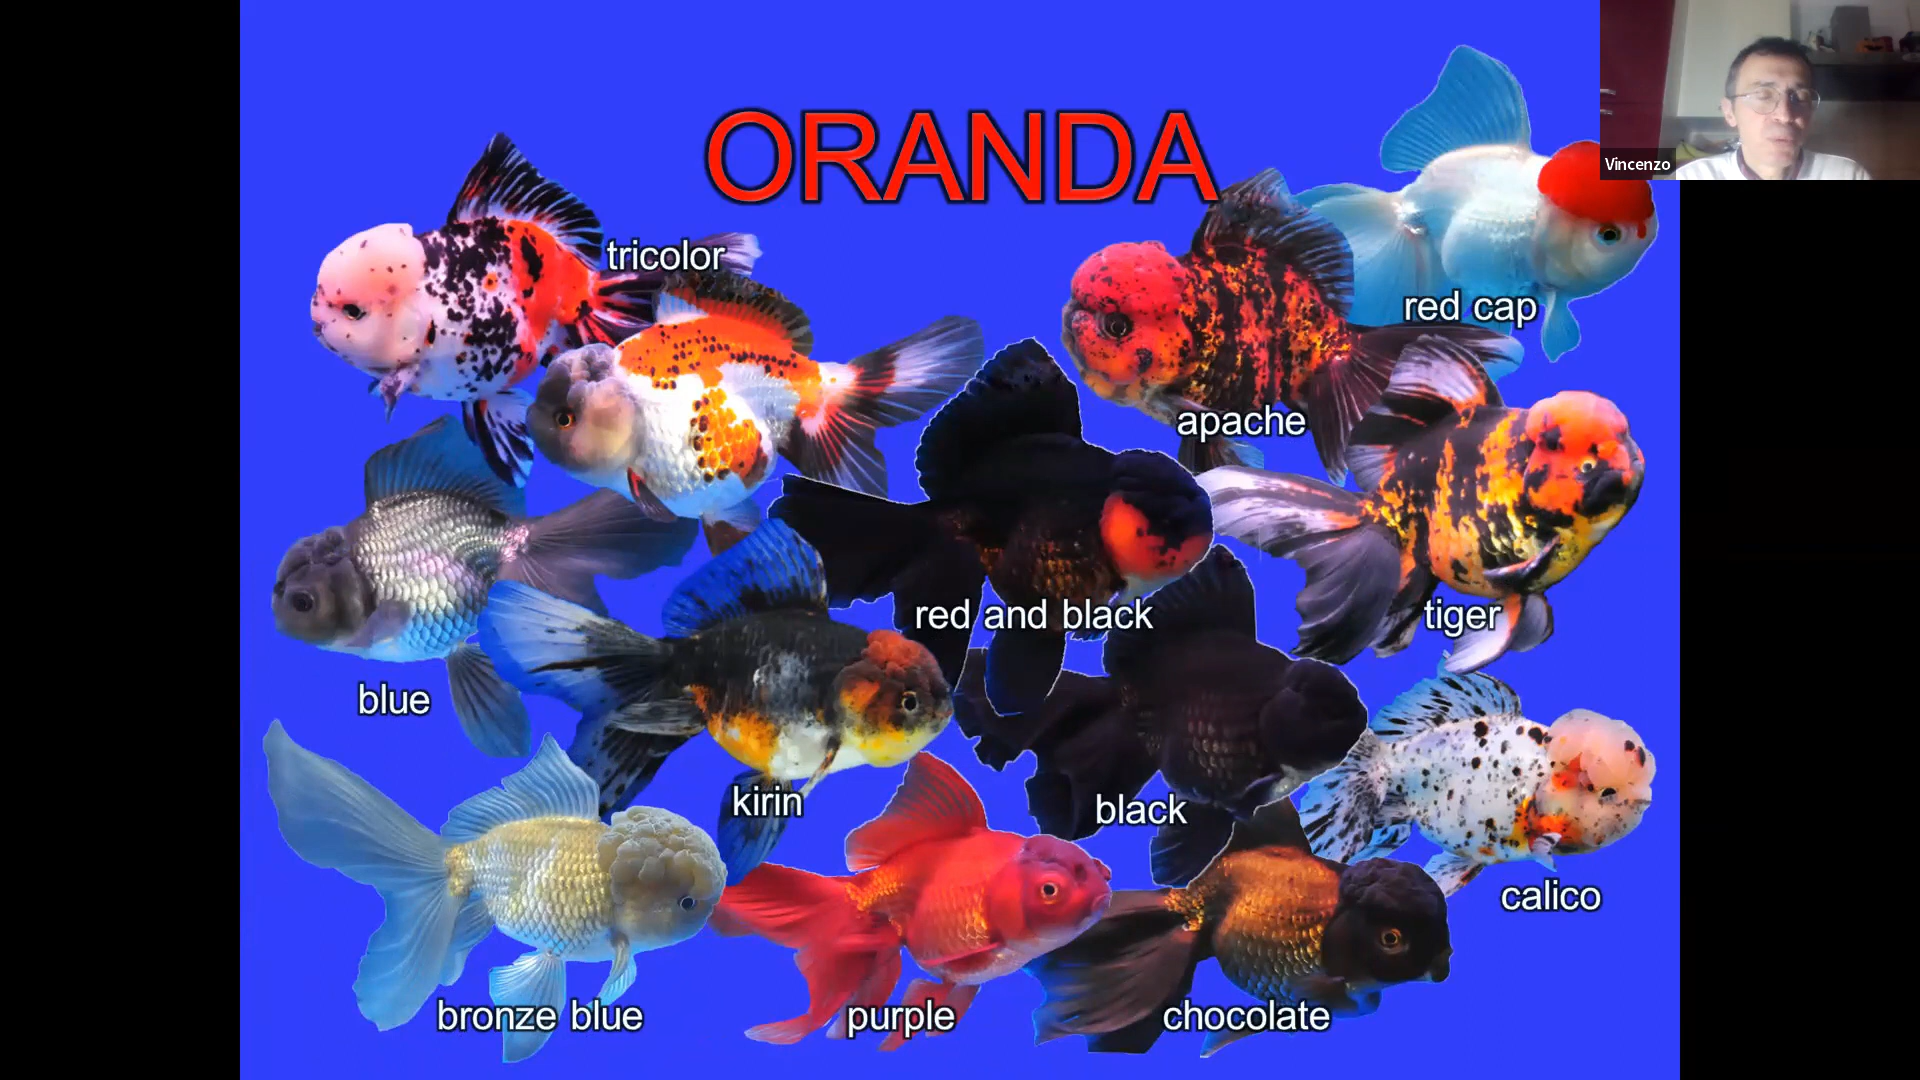 ORANDA
Vincenzo
tricolor
red cap
apache
red and black
tiger
blue
kirin
black
calico
bronze blue
purple
chocolate